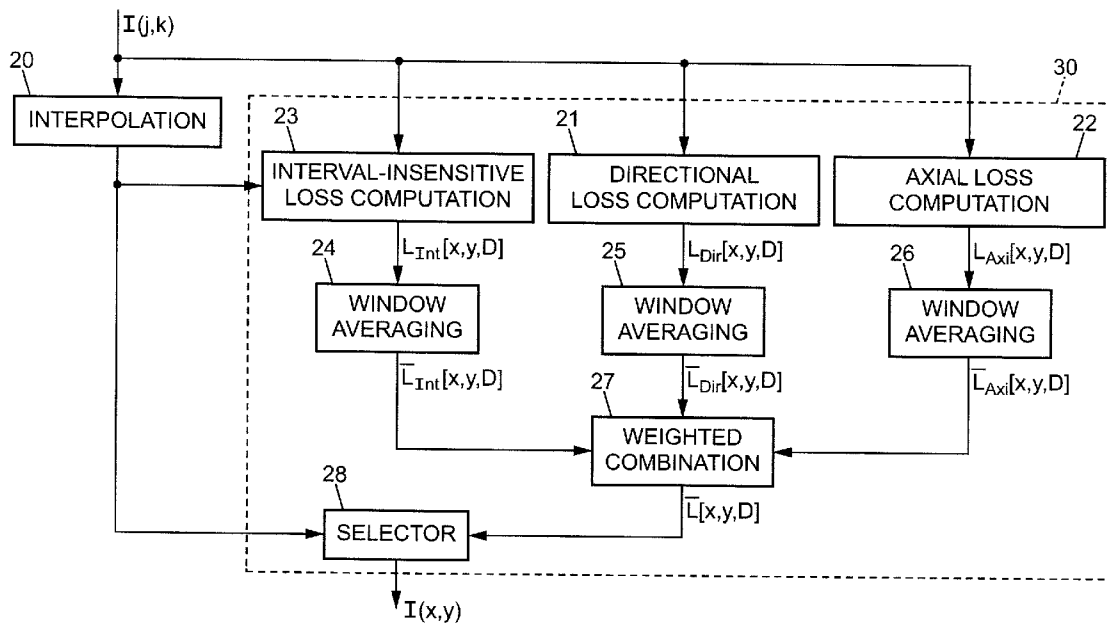 I(j,k)
20
INTERPOLATION
30
23
INTERVAL-INSENSITIVE
LOSS COMPUTATION
21
DIRECTIONAL
LOSS COMPUTATION
22
AXIAL LOSS
COMPUTATION
L_Int[x,y,D]
L_Dir[x,y,D]
L_Axi[x,y,D]
24
WINDOW
AVERAGING
25
WINDOW
AVERAGING
26
WINDOW
AVERAGING
L̅_Int[x,y,D]
L̅_Dir[x,y,D]
L̅_Axi[x,y,D]
27
WEIGHTED
COMBINATION
L̅[x,y,D]
28
SELECTOR
I(x,y)